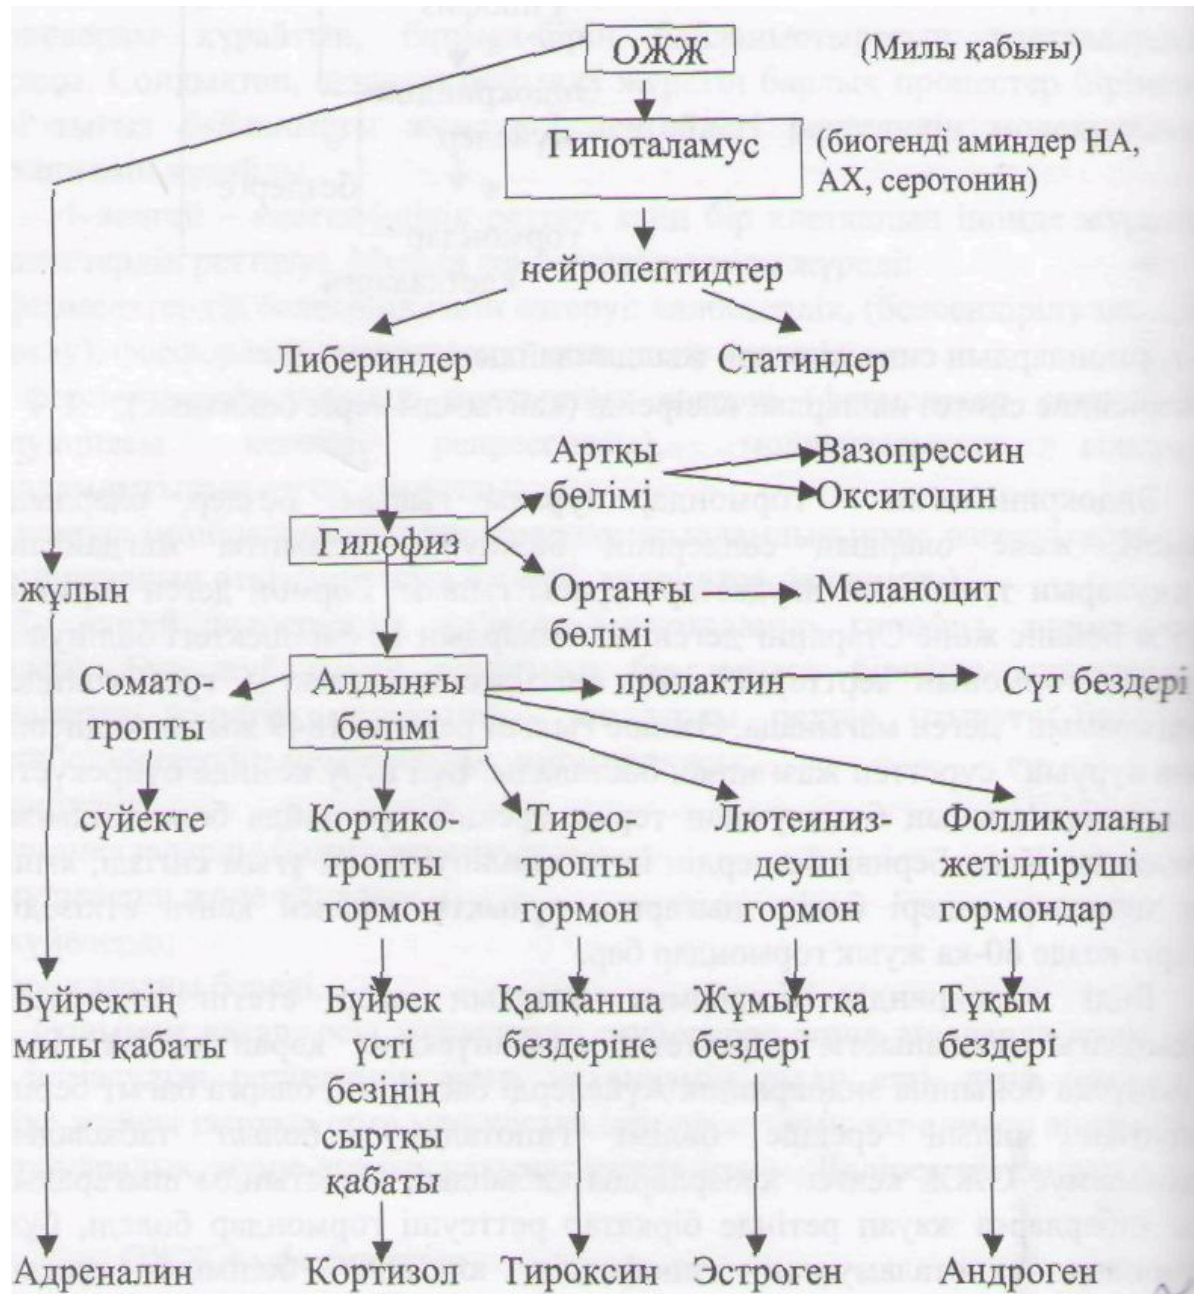 ОЖЖ (Милы қабығы)
Гипоталамус (биогенді аминдер НА,
АХ, серотонин)
нейропептидтер
Либериндер Статиндер
Артқы Вазопрессин
бөлімі Окситоцин
Гипофиз
жұлын Ортаңғы Меланоцит
бөлімі
Сомато- Алдыңғы пролактин Сүт бездері
тропты бөлімі
сүйекте Кортико- Тирео- Лютеиниз- Фолликуланы
тропты тропты деуші жетілдіруші
гормон гормон гормон гормондар
Бүйректің Бүйрек Қалқанша Жұмыртқа Тұқым
милы қабаты үсті бездеріне бездері бездері
безінің
сыртқы
қабаты
Адреналин Кортизол Тироксин Эстроген Андроген